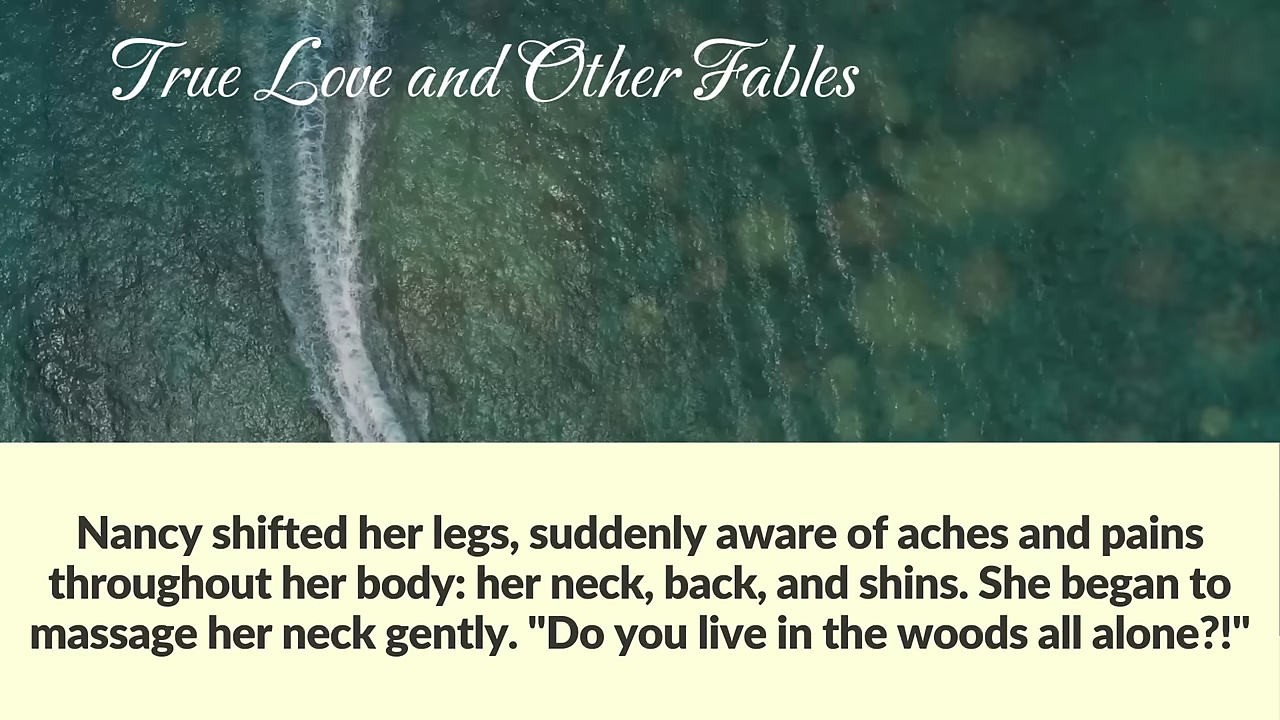 True Love and Other Fables
Nancy shifted her legs, suddenly aware of aches and pains
throughout her body: her neck, back, and shins. She began to
massage her neck gently. "Do you live in the woods all alone?!"